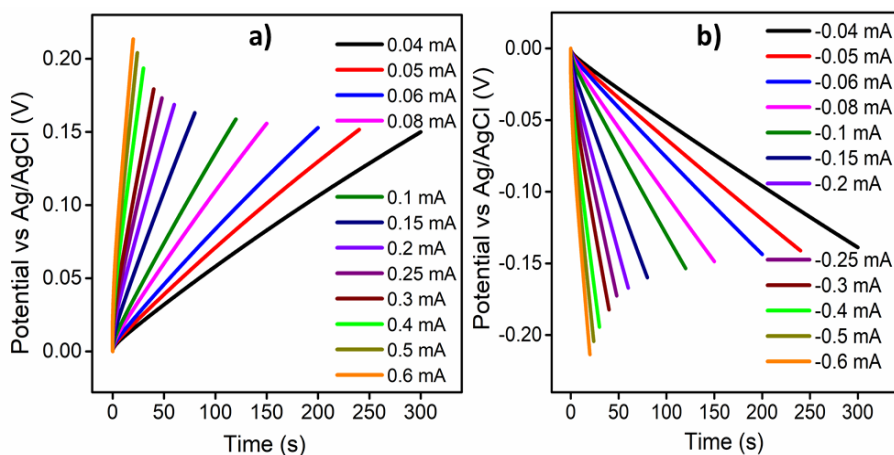 a)
Potential vs Ag/AgCl (V)
0.20
0.15
0.10
0.05
0.00
0.04 mA
0.05 mA
0.06 mA
0.08 mA
0.1 mA
0.15 mA
0.2 mA
0.25 mA
0.3 mA
0.4 mA
0.5 mA
0.6 mA
0 50 100 150 200 250 300
Time (s)
b)
Potential vs Ag/AgCl (V)
0.00
-0.05
-0.10
-0.15
-0.20
-0.04 mA
-0.05 mA
-0.06 mA
-0.08 mA
-0.1 mA
-0.15 mA
-0.2 mA
-0.25 mA
-0.3 mA
-0.4 mA
-0.5 mA
-0.6 mA
0 50 100 150 200 250 300
Time (s)